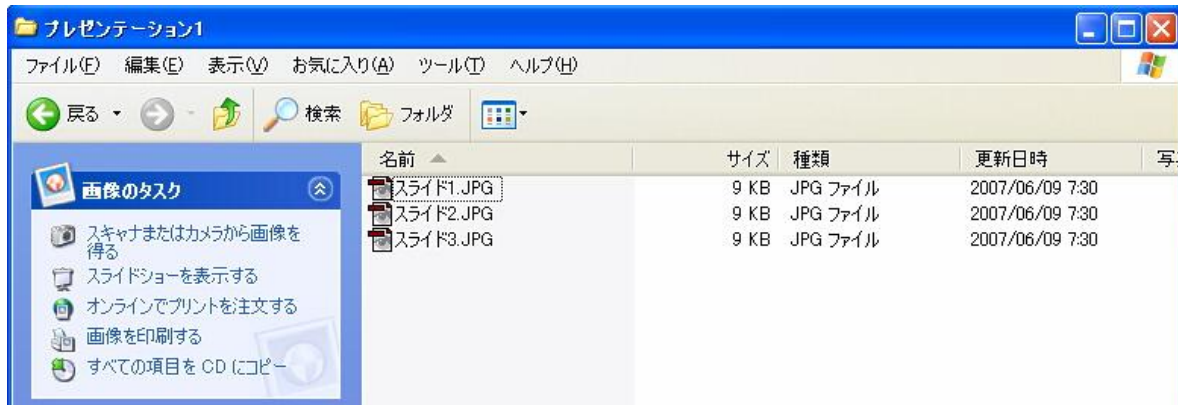 プレゼンテーション1
ファイル(F) 編集(E) 表示(V) お気に入り(A) ツール(T) ヘルプ(H)
戻る 検索 フォルダ
名前 サイズ 種類 更新日時 写
画像のタスク
スキャナまたはカメラから画像を
得る
スライドショーを表示する
オンラインでプリントを注文する
画像を印刷する
すべての項目を CD にコピー
スライド1.JPG 9 KB JPG ファイル 2007/06/09 7:30
スライド2.JPG 9 KB JPG ファイル 2007/06/09 7:30
スライド3.JPG 9 KB JPG ファイル 2007/06/09 7:30